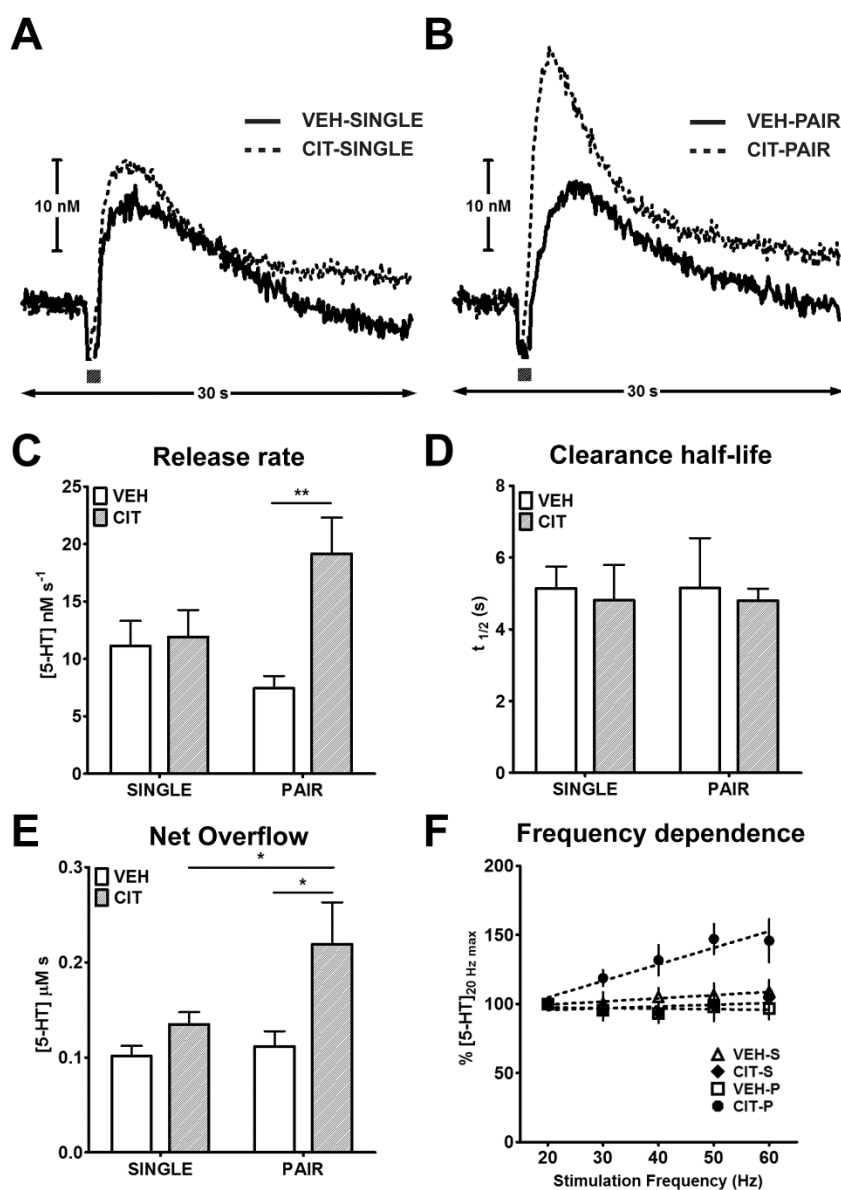 A
VEH-SINGLE
CIT-SINGLE
10 nM
30 s
B
VEH-PAIR
CIT-PAIR
10 nM
30 s
C
Release rate
VEH
CIT
**
[5-HT] nM s⁻¹
25
20
15
10
5
0
SINGLE
PAIR
D
Clearance half-life
VEH
CIT
t 1/2 (s)
8
6
4
2
0
SINGLE
PAIR
E
Net Overflow
VEH
CIT
*
*
[5-HT] µM s
0.3
0.2
0.1
0.0
SINGLE
PAIR
F
Frequency dependence
% [5-HT]20 Hz max
200
150
100
50
0
VEH-S
CIT-S
VEH-P
CIT-P
20 30 40 50 60
Stimulation Frequency (Hz)